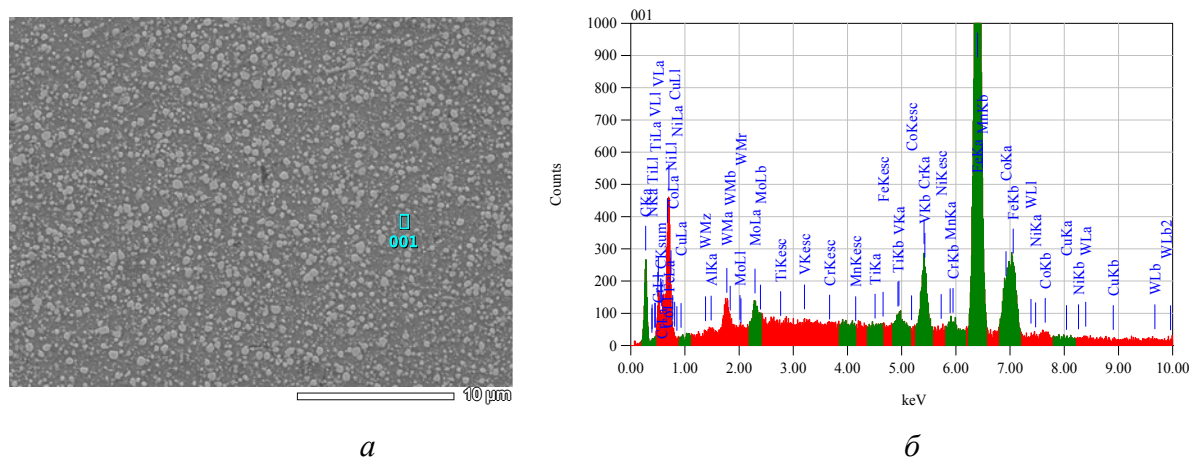 001
10 µm
а
001
Counts
1000
900
800
700
600
500
400
300
200
100
0
NKa TiLl TiLa VLl VLa
CoLa NiLl NiLa CuLl
CuLa
WMz
AlKa
WMa WMb WMr
MoLl
MoLa MoLb
TiKesc
VKesc
CrKesc
MnKesc
TiKa FeKesc
TiKb VKa
CoKesc
VKb CrKa
NiKesc
CrKb MnKa
FeKa MnKb
FeKb CoKa
NiKa WLl
CoKb
CuKa
NiKb WLa
CuKb
WLb
WLb2
0.00 1.00 2.00 3.00 4.00 5.00 6.00 7.00 8.00 9.00 10.00
keV
б